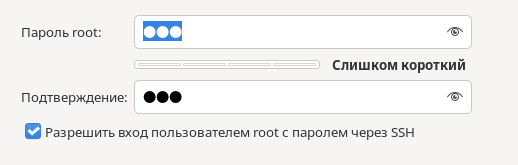 Пароль root: ●●●
Слишком короткий
Подтверждение: ●●●
Разрешить вход пользователем root с паролем через SSH